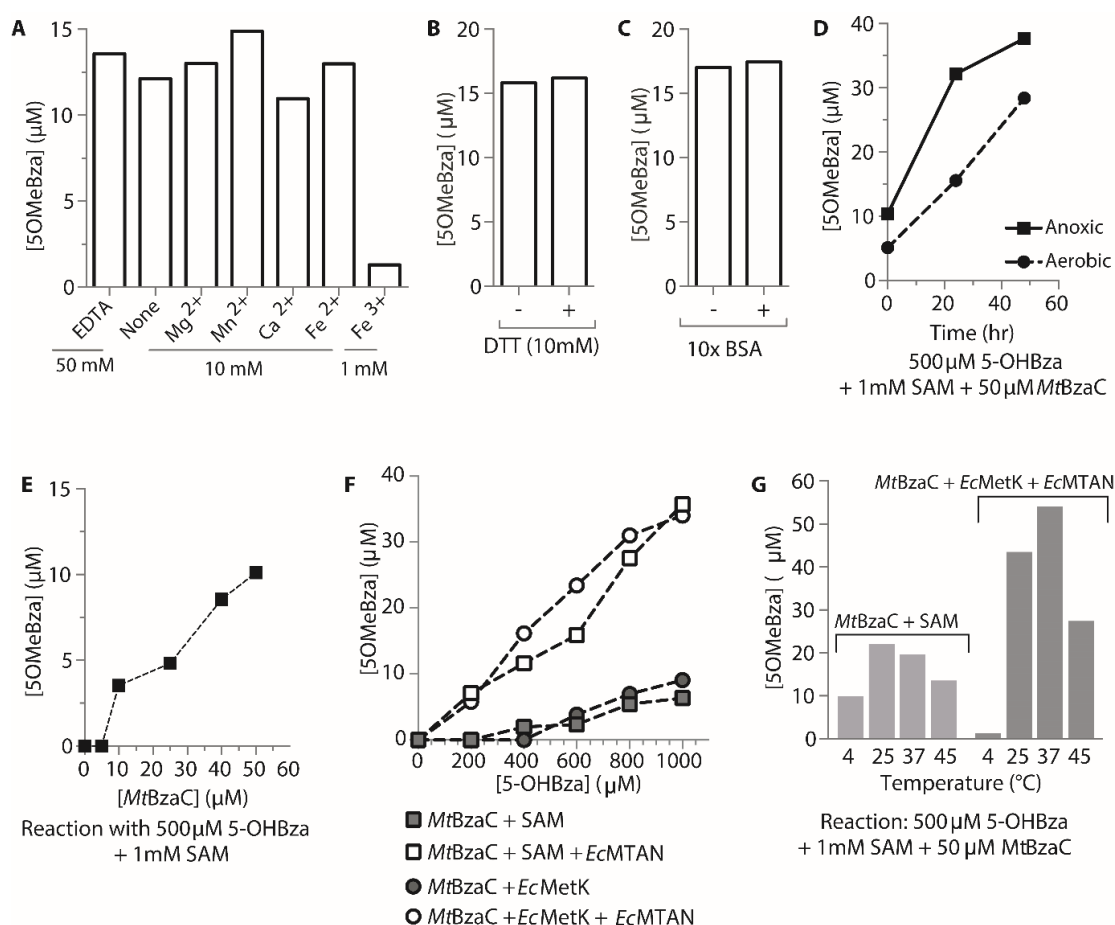 A
15
10
5
0
[5OMeBza] (µM)
EDTA
None
Mg 2+
Mn 2+
Ca 2+
Fe 2+
Fe 3+
50 mM
10 mM
1 mM
B
20
15
10
5
0
[5OMeBza] ( µM)
- +
DTT (10mM)
C
20
15
10
5
0
[5OMeBza] ( µM)
- +
10x BSA
D
40
30
20
10
0
[5OMeBza] (µM)
Anoxic
Aerobic
0 20 40 60
Time (hr)
500µM 5-OHBza
+ 1mM SAM + 50µM MtBzaC
E
15
10
5
0
[5OMeBza] (µM)
0 10 20 30 40 50 60
[MtBzaC] (µM)
Reaction with 500µM 5-OHBza
+ 1mM SAM
F
40
30
20
10
0
[5OMeBza] (µM)
0 200 400 600 800 1000
[5-OHBza] (µM)
MtBzaC + SAM
MtBzaC + SAM +EcMTAN
MtBzaC +EcMetK
MtBzaC +EcMetK + EcMTAN
G
60
50
40
30
20
10
0
[5OMeBza] ( µM)
MtBzaC + EcMetK + EcMTAN
MtBzaC + SAM
4 25 37 45 4 25 37 45
Temperature (°C)
Reaction: 500µM 5-OHBza
+ 1mM SAM + 50 µM MtBzaC